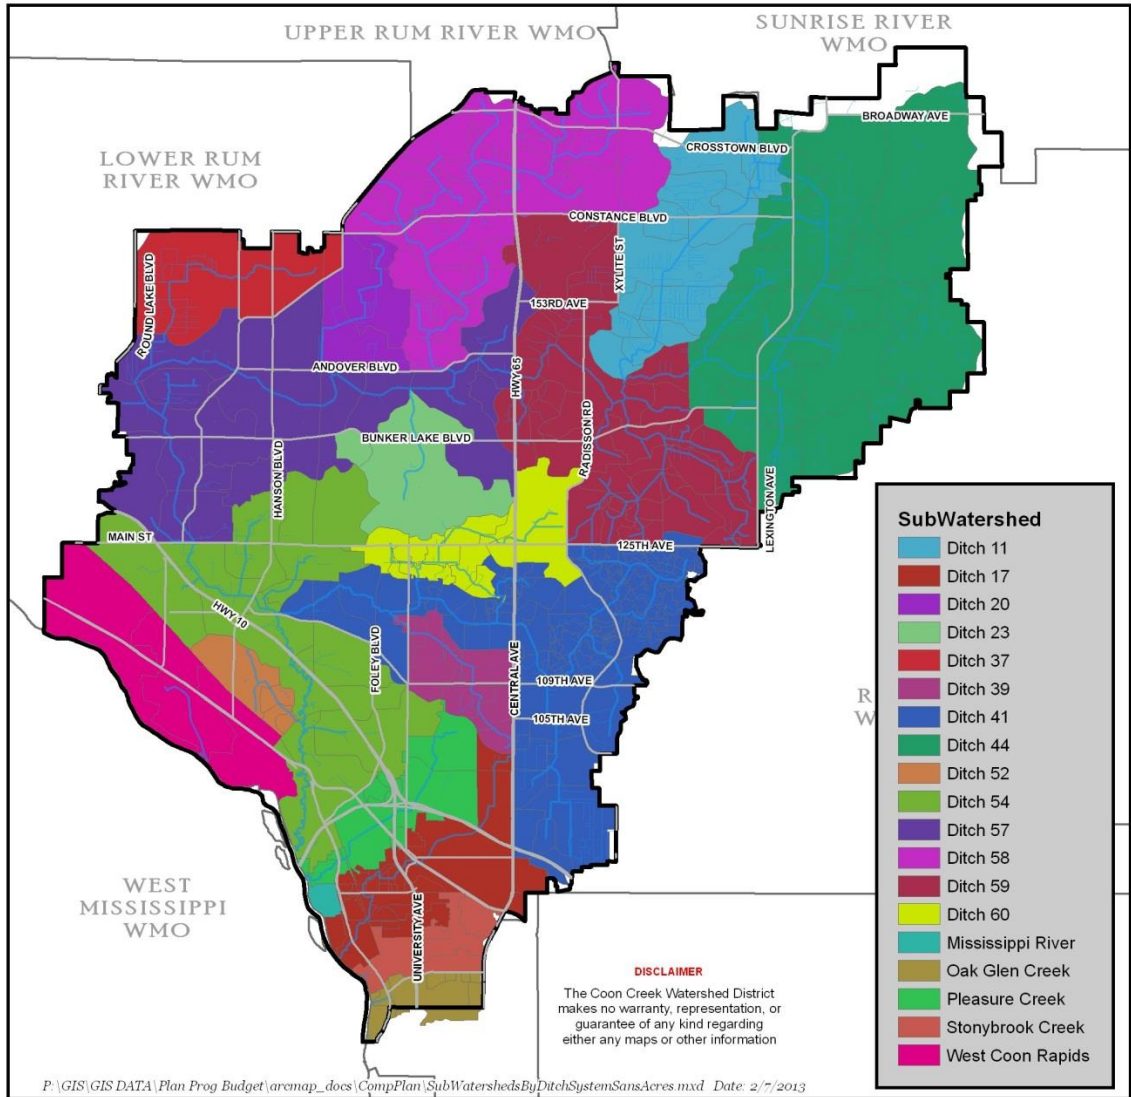 UPPER RUM RIVER WMO
SUNRISE RIVER
WMO
BROADWAY AVE
CROSSTOWN BLVD
LOWER RUM
RIVER WMO
CONSTANCE BLVD
ROUND LAKE BLVD
XYLITE ST
153RD AVE
ANDOVER BLVD
HWY 65
RADISSON RD
BUNKER LAKE BLVD
HANSON BLVD
LEXINGTON AVE
MAIN ST
125TH AVE
HWY 10
FOLEY BLVD
CENTRAL AVE
109TH AVE
105TH AVE
R
W
WEST
MISSISSIPPI
WMO
UNIVERSITY AVE
SubWatershed
Ditch 11
Ditch 17
Ditch 20
Ditch 23
Ditch 37
Ditch 39
Ditch 41
Ditch 44
Ditch 52
Ditch 54
Ditch 57
Ditch 58
Ditch 59
Ditch 60
Mississippi River
Oak Glen Creek
Pleasure Creek
Stonybrook Creek
West Coon Rapids
DISCLAIMER
The Coon Creek Watershed District
makes no warranty, representation, or
guarantee of any kind regarding
either any maps or other information
P:\GIS\GIS DATA\Plan Prog Budget\arcmap_docs\CompPlan\SubWatershedsByDitchSystemSansAcres.mxd Date: 2/7/2013